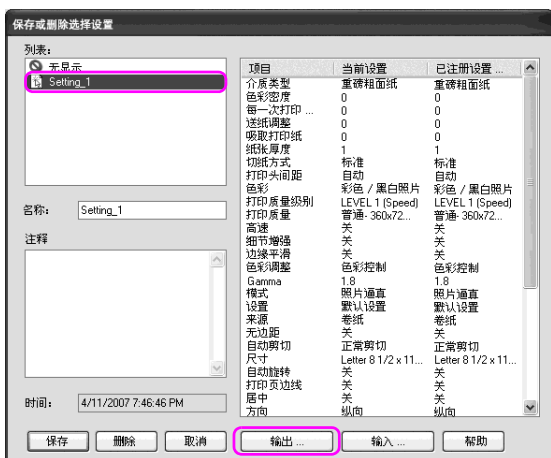 保存或删除选择设置
列表:
无显示
Setting_1
名称: Setting_1
注释
时间: 4/11/2007 7:46:46 PM
项目 当前设置 已注册设置 ...
介质类型 重磅粗面纸 重磅粗面纸
色彩密度 0 0
每一次打印 ... 0 0
送纸调整 0 0
吸取打印纸 0 0
纸张厚度 1 1
切纸方式 标准 标准
打印头间距 自动 自动
色彩 彩色 / 黑白照片 彩色 / 黑白照片
打印质量级别 LEVEL 1 (Speed) LEVEL 1 (Speed)
打印质量 普通- 360x72... 普通- 360x72...
高速 关 关
细节增强 关 关
边缘平滑 关 关
色彩调整 色彩控制 色彩控制
Gamma 1.8 1.8
模式 照片逼真 照片逼真
设置 默认设置 默认设置
来源 卷纸 卷纸
无边距 关 关
自动剪切 正常剪切 正常剪切
尺寸 Letter 8 1/2 x 11... Letter 8 1/2 x 11...
自动旋转 关 关
打印页边线 关 关
居中 关 关
方向 纵向 纵向
保存 删除 取消 输出 ... 输入 ... 帮助